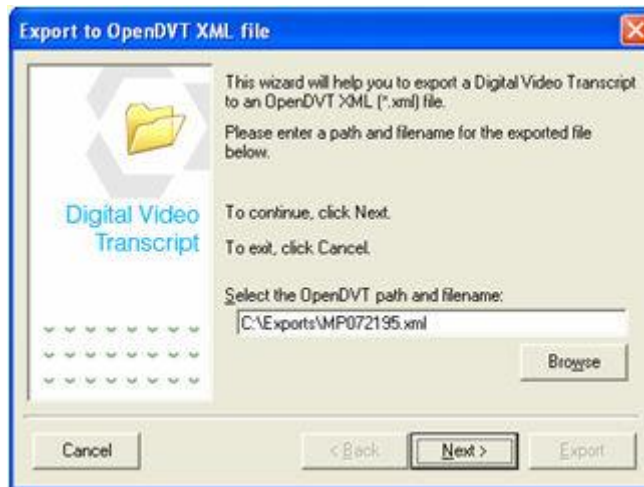 Export to OpenDVT XML file
This wizard will help you to export a Digital Video Transcript
to an OpenDVT XML (*.xml) file.
Please enter a path and filename for the exported file
below.
Digital Video
Transcript
To continue, click Next.
To exit, click Cancel.
Select the OpenDVT path and filename:
C:\Exports\MP072195.xml
Browse
Cancel
< Back
Next >
Export